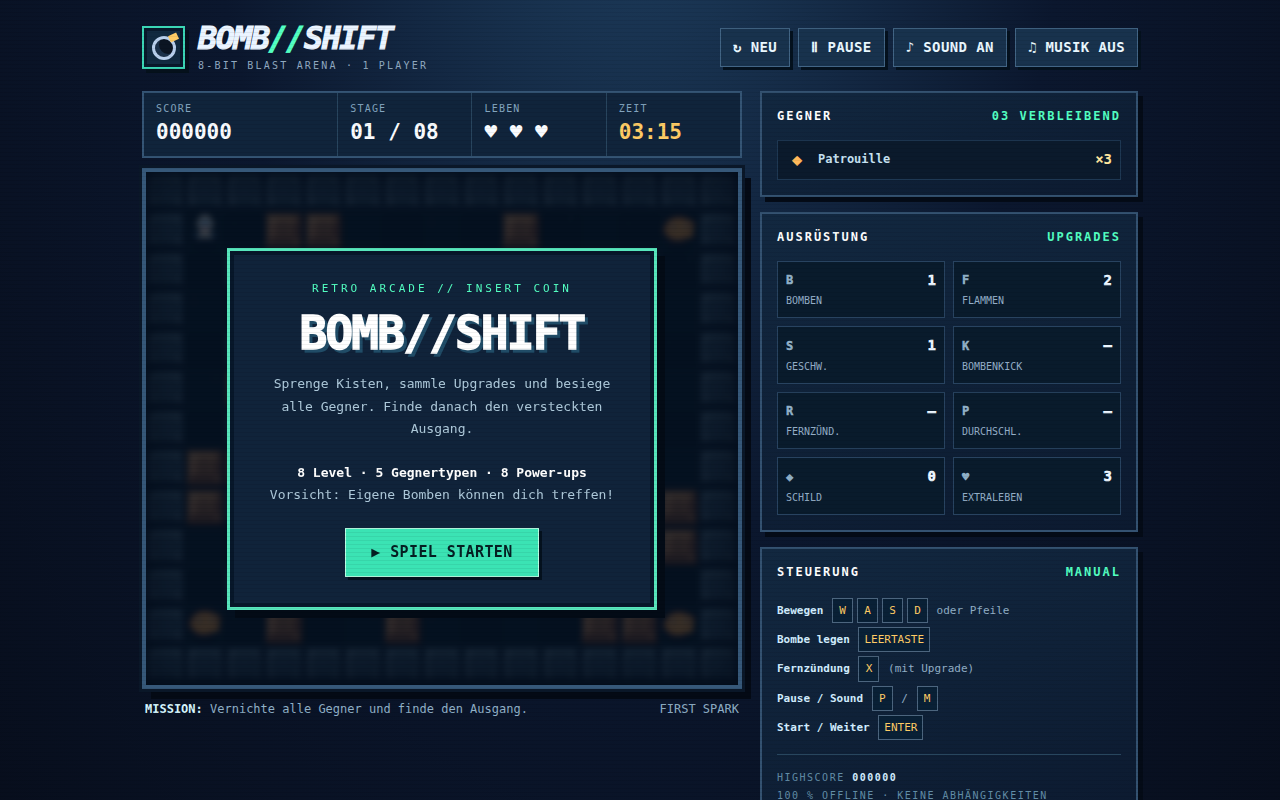 BOMB//SHIFT
8-BIT BLAST ARENA · 1 PLAYER
↻ NEU
Ⅱ PAUSE
♪ SOUND AN
♫ MUSIK AUS
SCORE
000000
STAGE
01 / 08
LEBEN
♥ ♥ ♥
ZEIT
03:15
RETRO ARCADE // INSERT COIN
BOMB//SHIFT
Sprenge Kisten, sammle Upgrades und besiege
alle Gegner. Finde danach den versteckten
Ausgang.
8 Level · 5 Gegnertypen · 8 Power-ups
Vorsicht: Eigene Bomben können dich treffen!
▶ SPIEL STARTEN
MISSION: Vernichte alle Gegner und finde den Ausgang.
FIRST SPARK
GEGNER
03 VERBLEIBEND
◆ Patrouille ×3
AUSRÜSTUNG
UPGRADES
B 1
BOMBEN
F 2
FLAMMEN
S 1
GESCHW.
K —
BOMBENKICK
R —
FERNZÜND.
P —
DURCHSCHL.
◆ 0
SCHILD
♥ 3
EXTRALEBEN
STEUERUNG
MANUAL
Bewegen W A S D oder Pfeile
Bombe legen LEERTASTE
Fernzündung X (mit Upgrade)
Pause / Sound P / M
Start / Weiter ENTER
HIGHSCORE 000000
100 % OFFLINE · KEINE ABHÄNGIGKEITEN